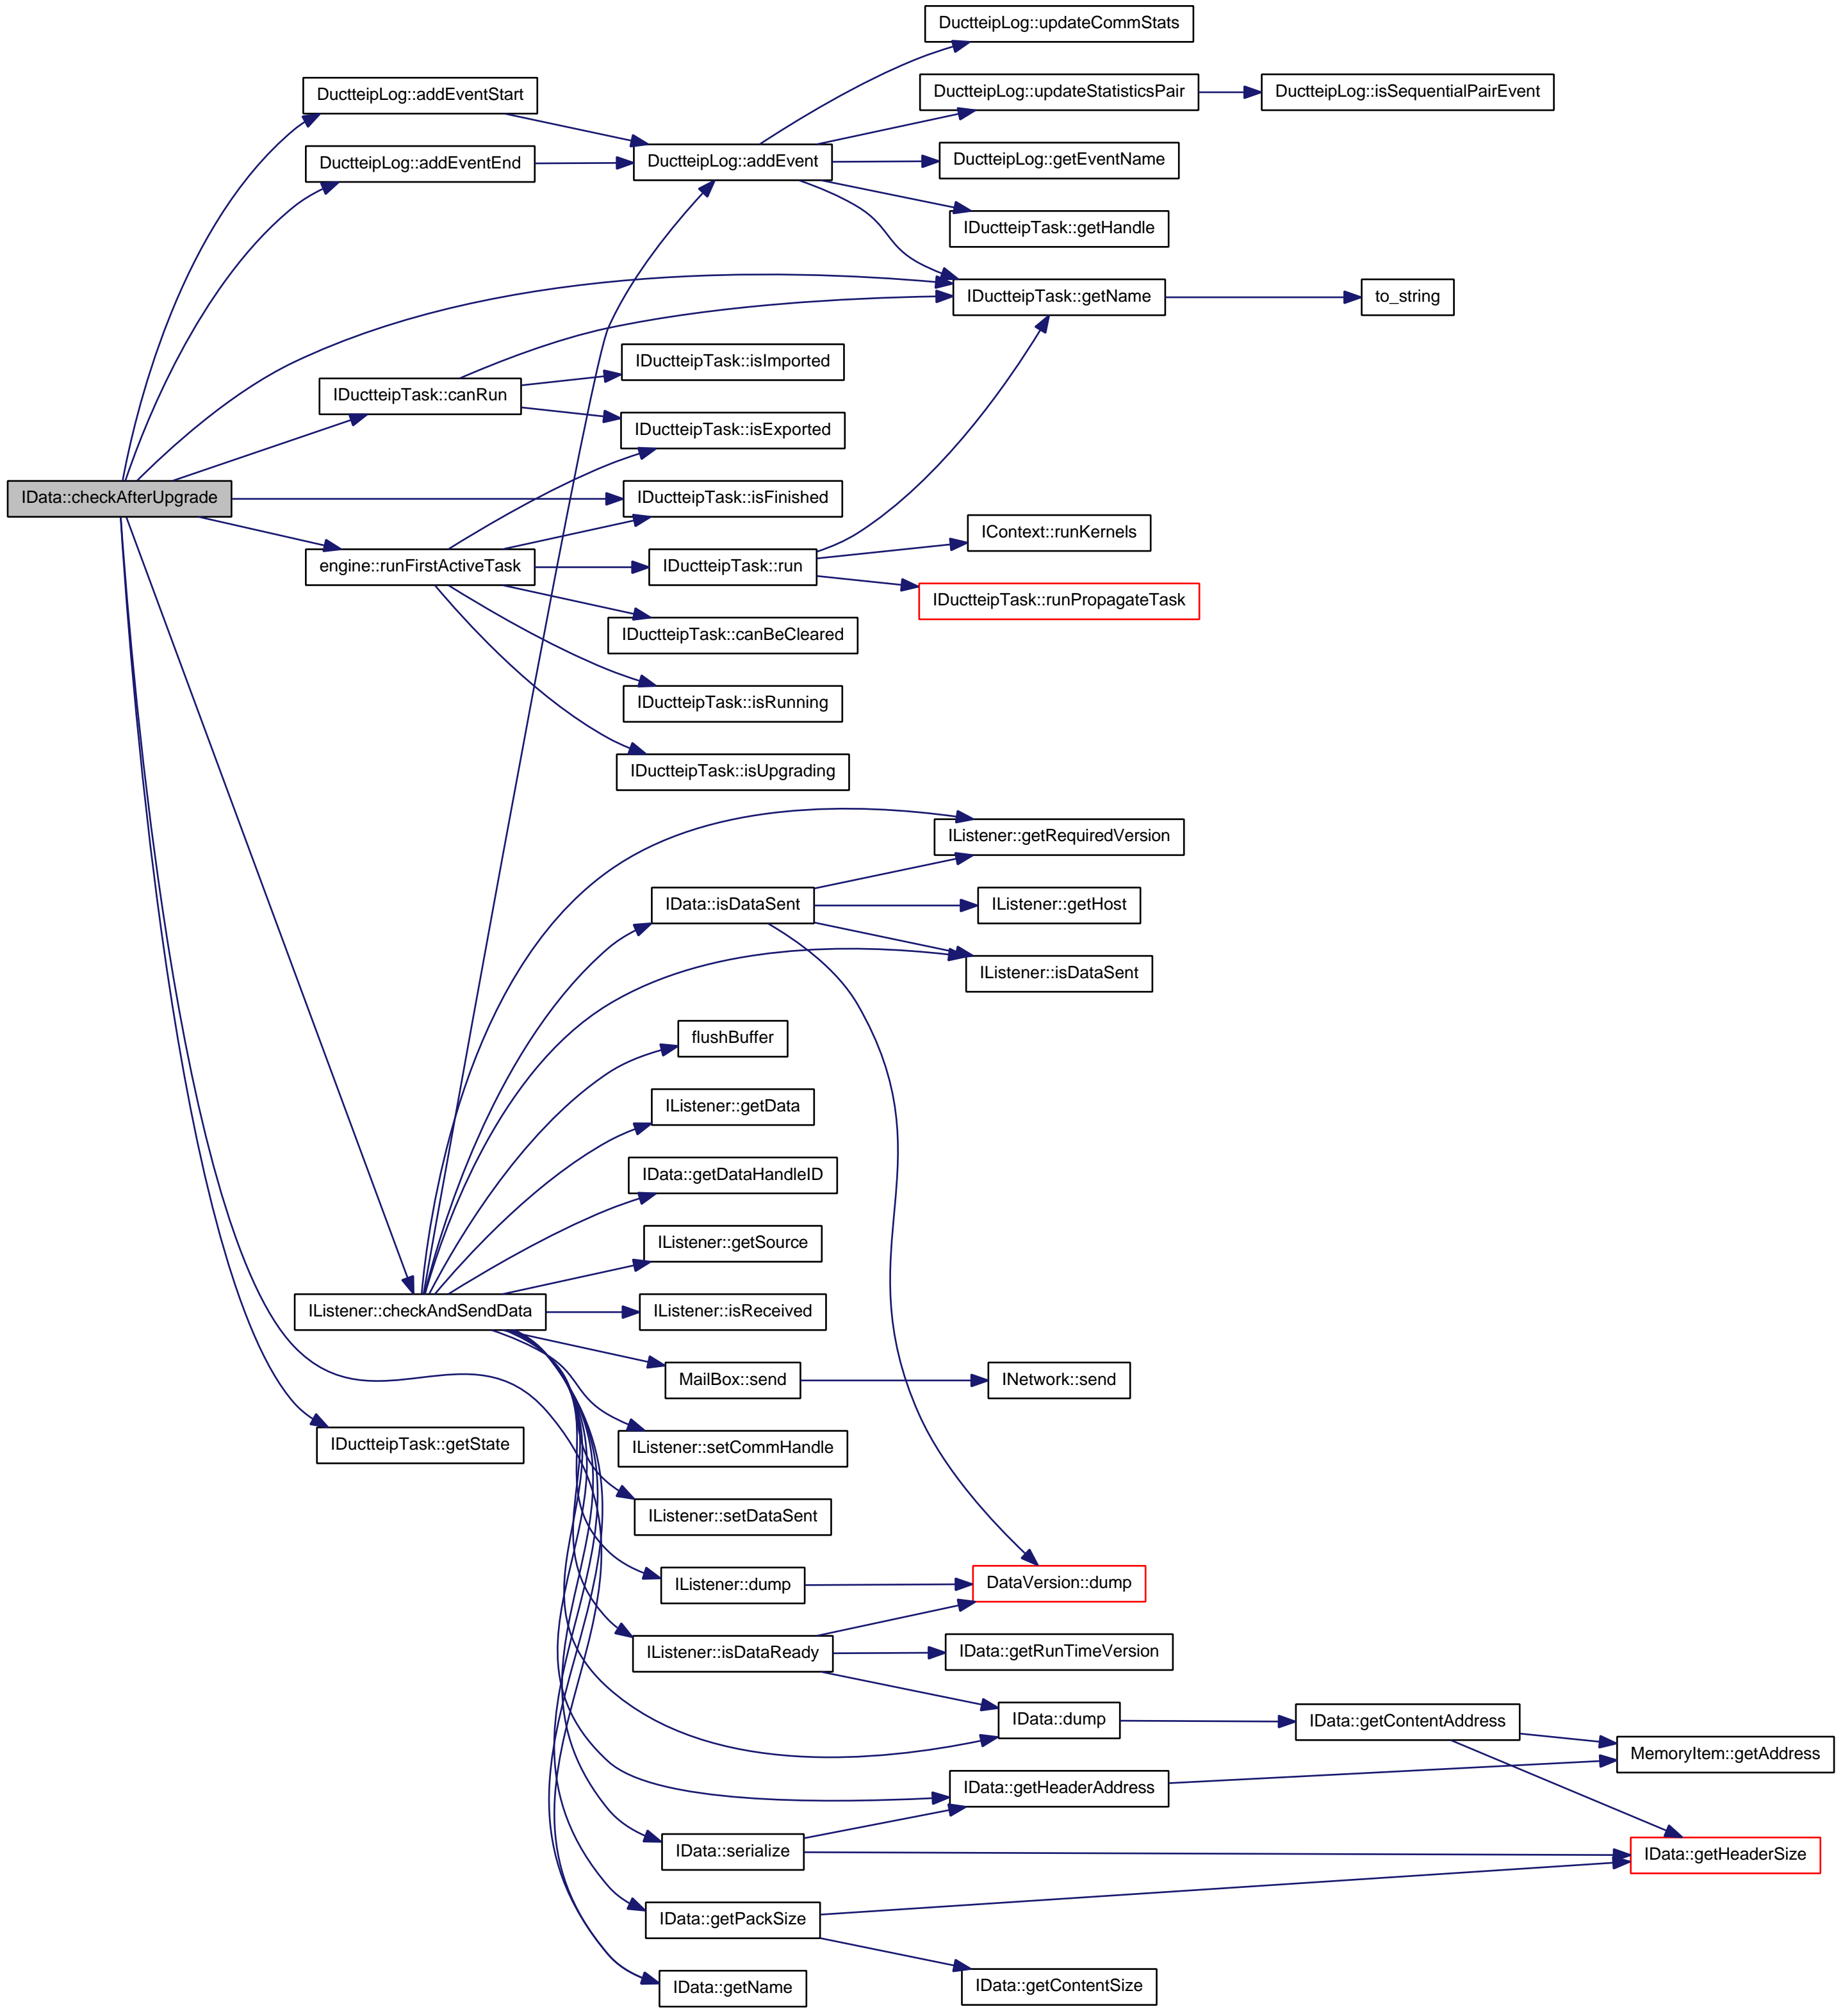 DuctteipLog::updateCommStats
DuctteipLog::addEventStart
DuctteipLog::updateStatisticsPair
DuctteipLog::isSequentialPairEvent
DuctteipLog::addEventEnd
DuctteipLog::addEvent
DuctteipLog::getEventName
IDuctteipTask::getHandle
IDuctteipTask::getName
to_string
IDuctteipTask::isImported
IDuctteipTask::canRun
IDuctteipTask::isExported
IData::checkAfterUpgrade
IDuctteipTask::isFinished
IContext::runKernels
engine::runFirstActiveTask
IDuctteipTask::run
IDuctteipTask::runPropagateTask
IDuctteipTask::canBeCleared
IDuctteipTask::isRunning
IDuctteipTask::isUpgrading
IListener::getRequiredVersion
IData::isDataSent
IListener::getHost
IListener::isDataSent
flushBuffer
IListener::getData
IData::getDataHandleID
IListener::getSource
IListener::checkAndSendData
IListener::isReceived
MailBox::send
INetwork::send
IDuctteipTask::getState
IListener::setCommHandle
IListener::setDataSent
IListener::dump
DataVersion::dump
IListener::isDataReady
IData::getRunTimeVersion
IData::dump
IData::getContentAddress
MemoryItem::getAddress
IData::getHeaderAddress
IData::serialize
IData::getHeaderSize
IData::getPackSize
IData::getContentSize
IData::getName